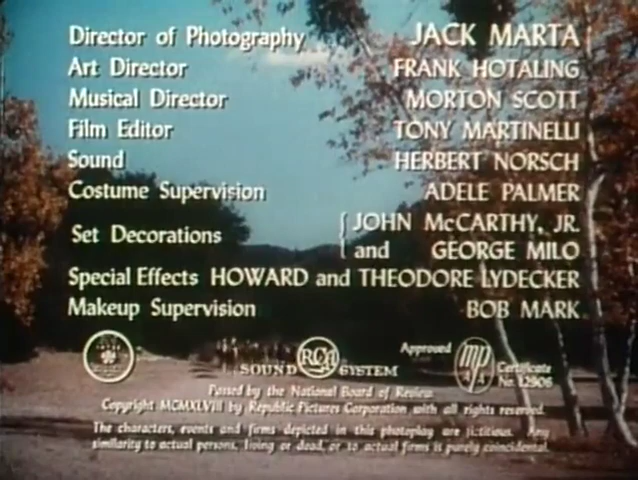 Director of Photography JACK MARTA
Art Director FRANK HOTALING
Musical Director MORTON SCOTT
Film Editor TONY MARTINELLI
Sound HERBERT NORSCH
Costume Supervision ADELE PALMER
Set Decorations { JOHN McCARTHY, JR.
and GEORGE MILO
Special Effects HOWARD and THEODORE LYDECKER
Makeup Supervision BOB MARK
SOUND RCA SYSTEM
Approved
MP
Certificate
No. 12906
Passed by the National Board of Review
Copyright MCMXLVIII by Republic Pictures Corporation with all rights reserved.
The characters, events and firms depicted in this photoplay are fictitious. Any
similarity to actual persons, living or dead, or to actual firms is purely coincidental.